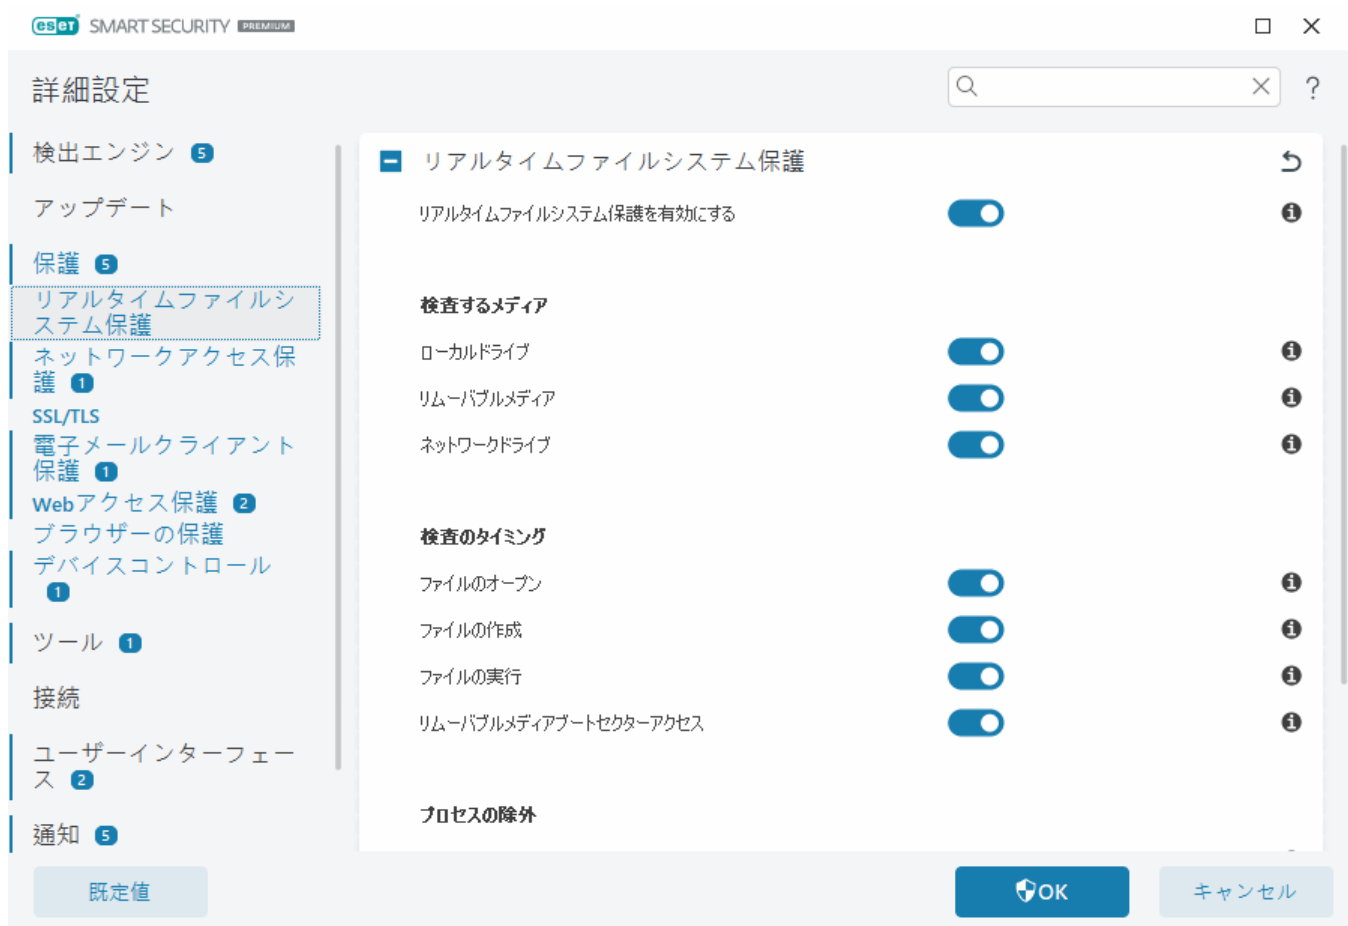 eset SMART SECURITY PREMIUM
詳細設定
?
検出エンジン 5
アップデート
保護 5
リアルタイムファイルシ
ステム保護
ネットワークアクセス保
護 1
SSL/TLS
電子メールクライアント
保護 1
Webアクセス保護 2
ブラウザーの保護
デバイスコントロール
1
ツール 1
接続
ユーザーインターフェー
ス 2
通知 5
リアルタイムファイルシステム保護
リアルタイムファイルシステム保護を有効にする
検査するメディア
ローカルドライブ
リムーバブルメディア
ネットワークドライブ
検査のタイミング
ファイルのオープン
ファイルの作成
ファイルの実行
リムーバブルメディアブートセクターアクセス
プロセスの除外
既定値
OK
キャンセル